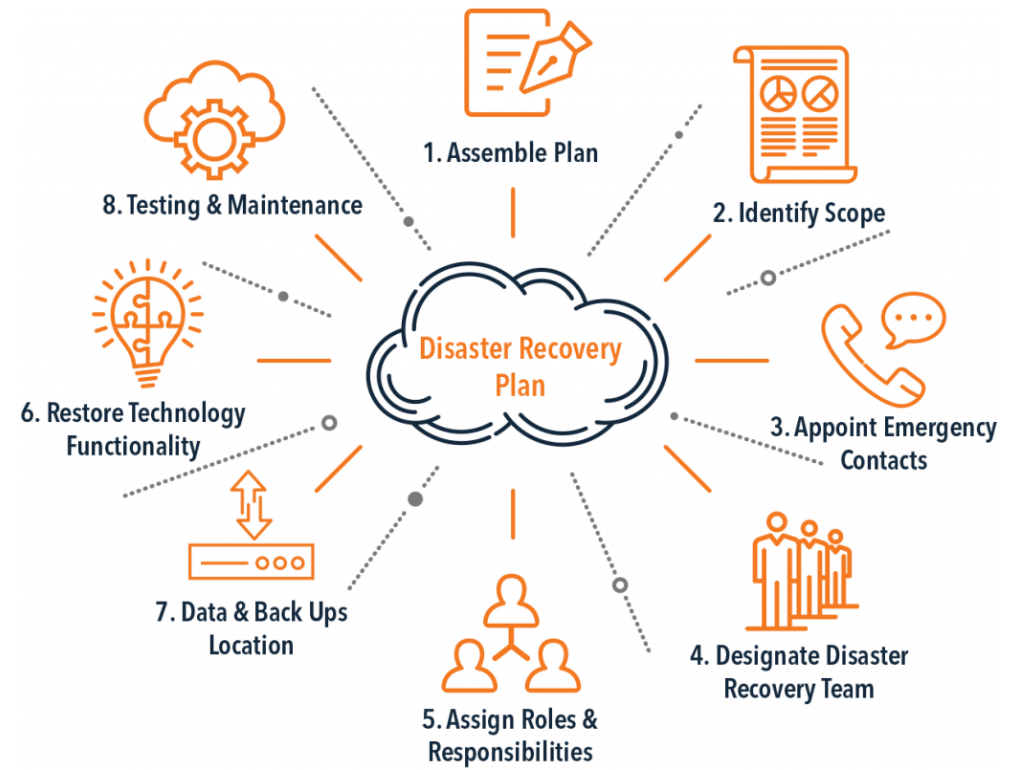 Disaster Recovery
Plan
1. Assemble Plan
2. Identify Scope
3. Appoint Emergency
Contacts
4. Designate Disaster
Recovery Team
5. Assign Roles &
Responsibilities
6. Restore Technology
Functionality
7. Data & Back Ups
Location
8. Testing & Maintenance